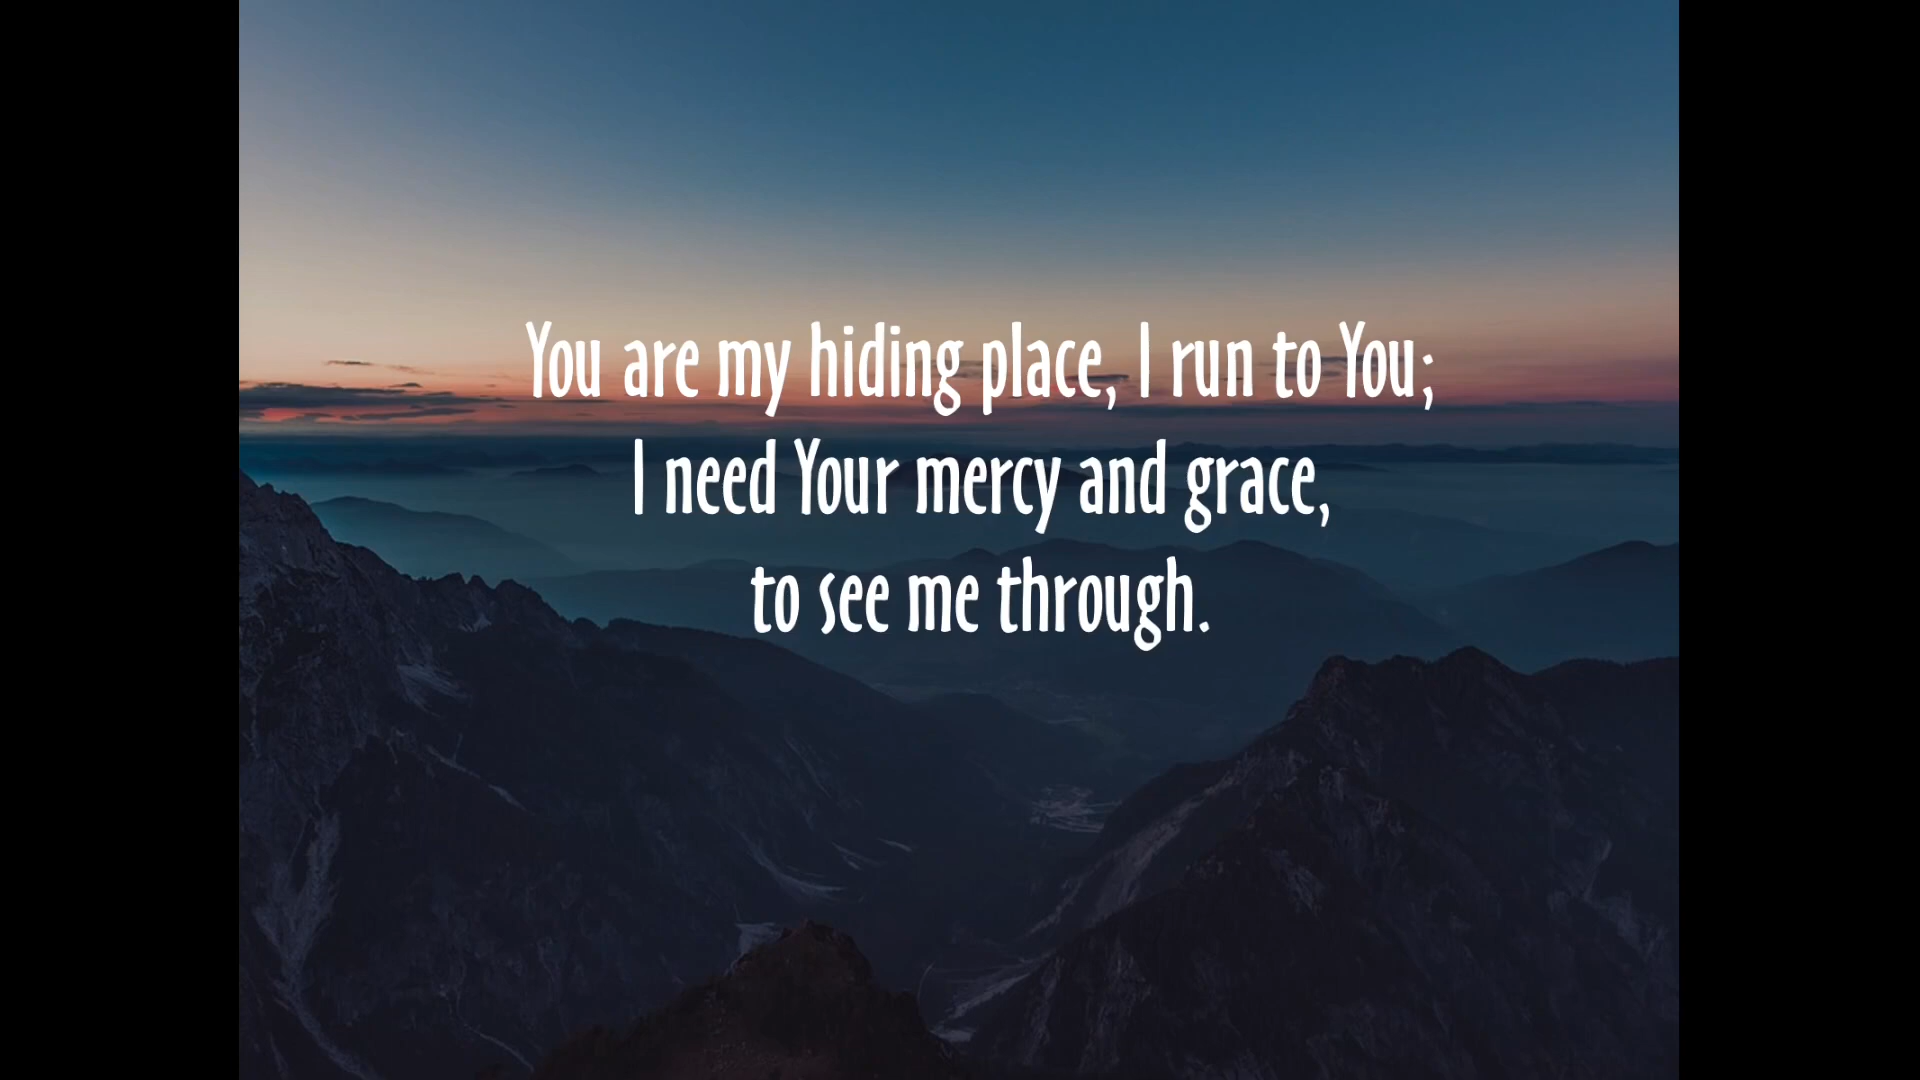 You are my hiding place, I run to You;
I need Your mercy and grace,
to see me through.